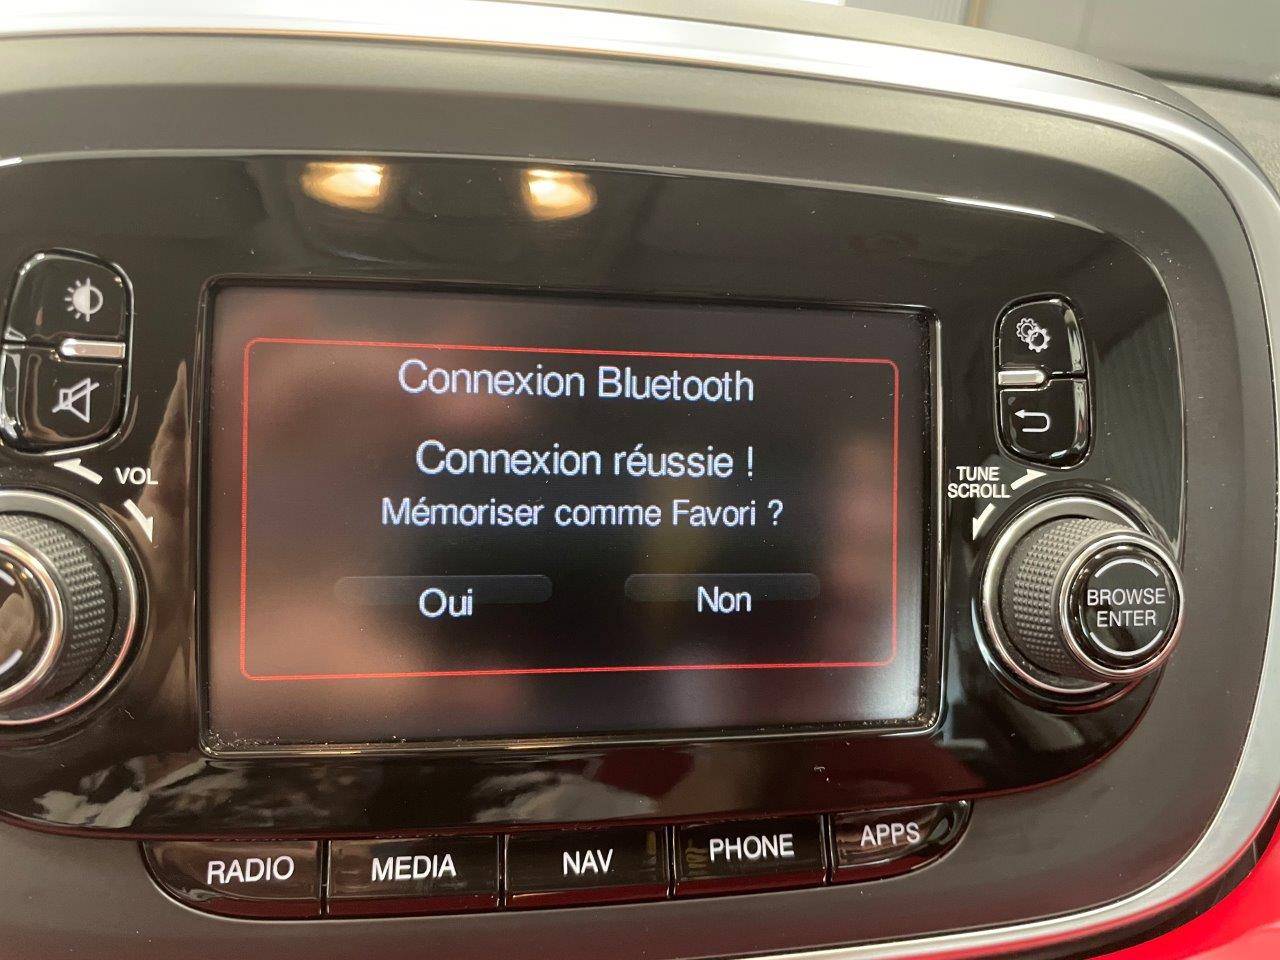 Connexion Bluetooth
Connexion réussie !
Mémoriser comme Favori ?
Oui
Non
VOL
TUNE
SCROLL
BROWSE
ENTER
RADIO
MEDIA
NAV
PHONE
APPS